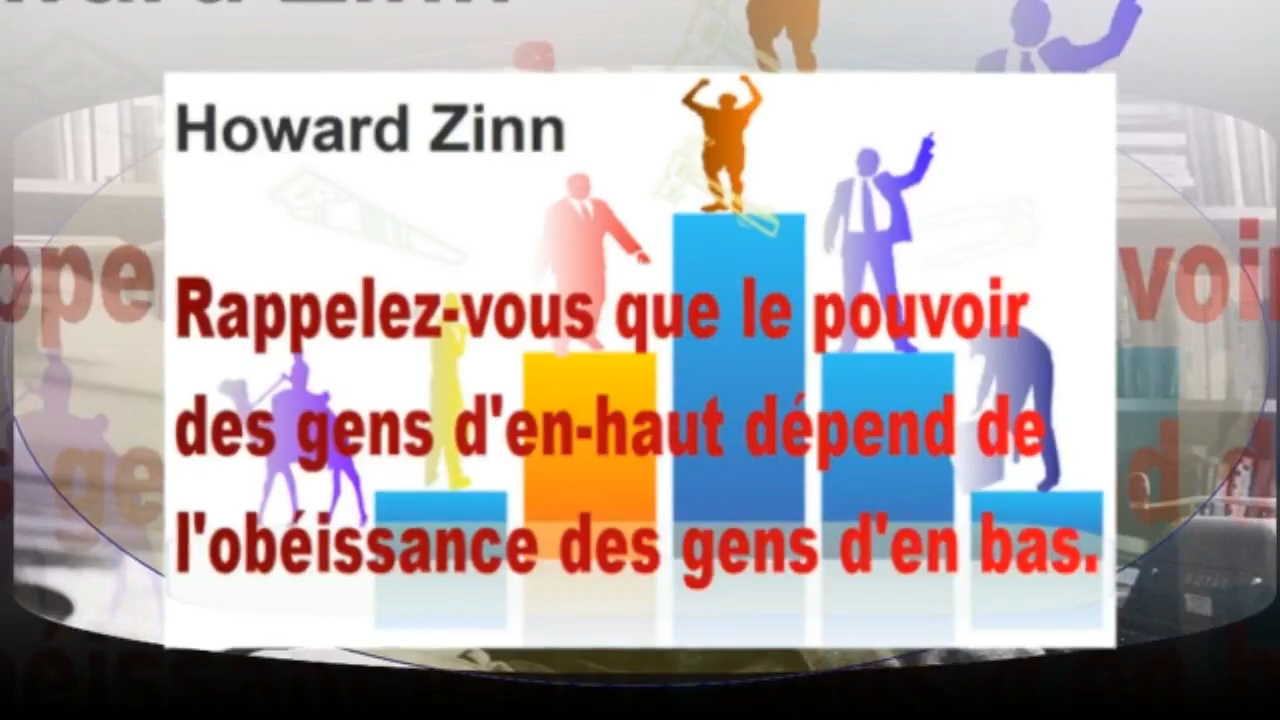 Howard Zinn
Rappelez-vous que le pouvoir
des gens d'en-haut dépend de
l'obéissance des gens d'en bas.